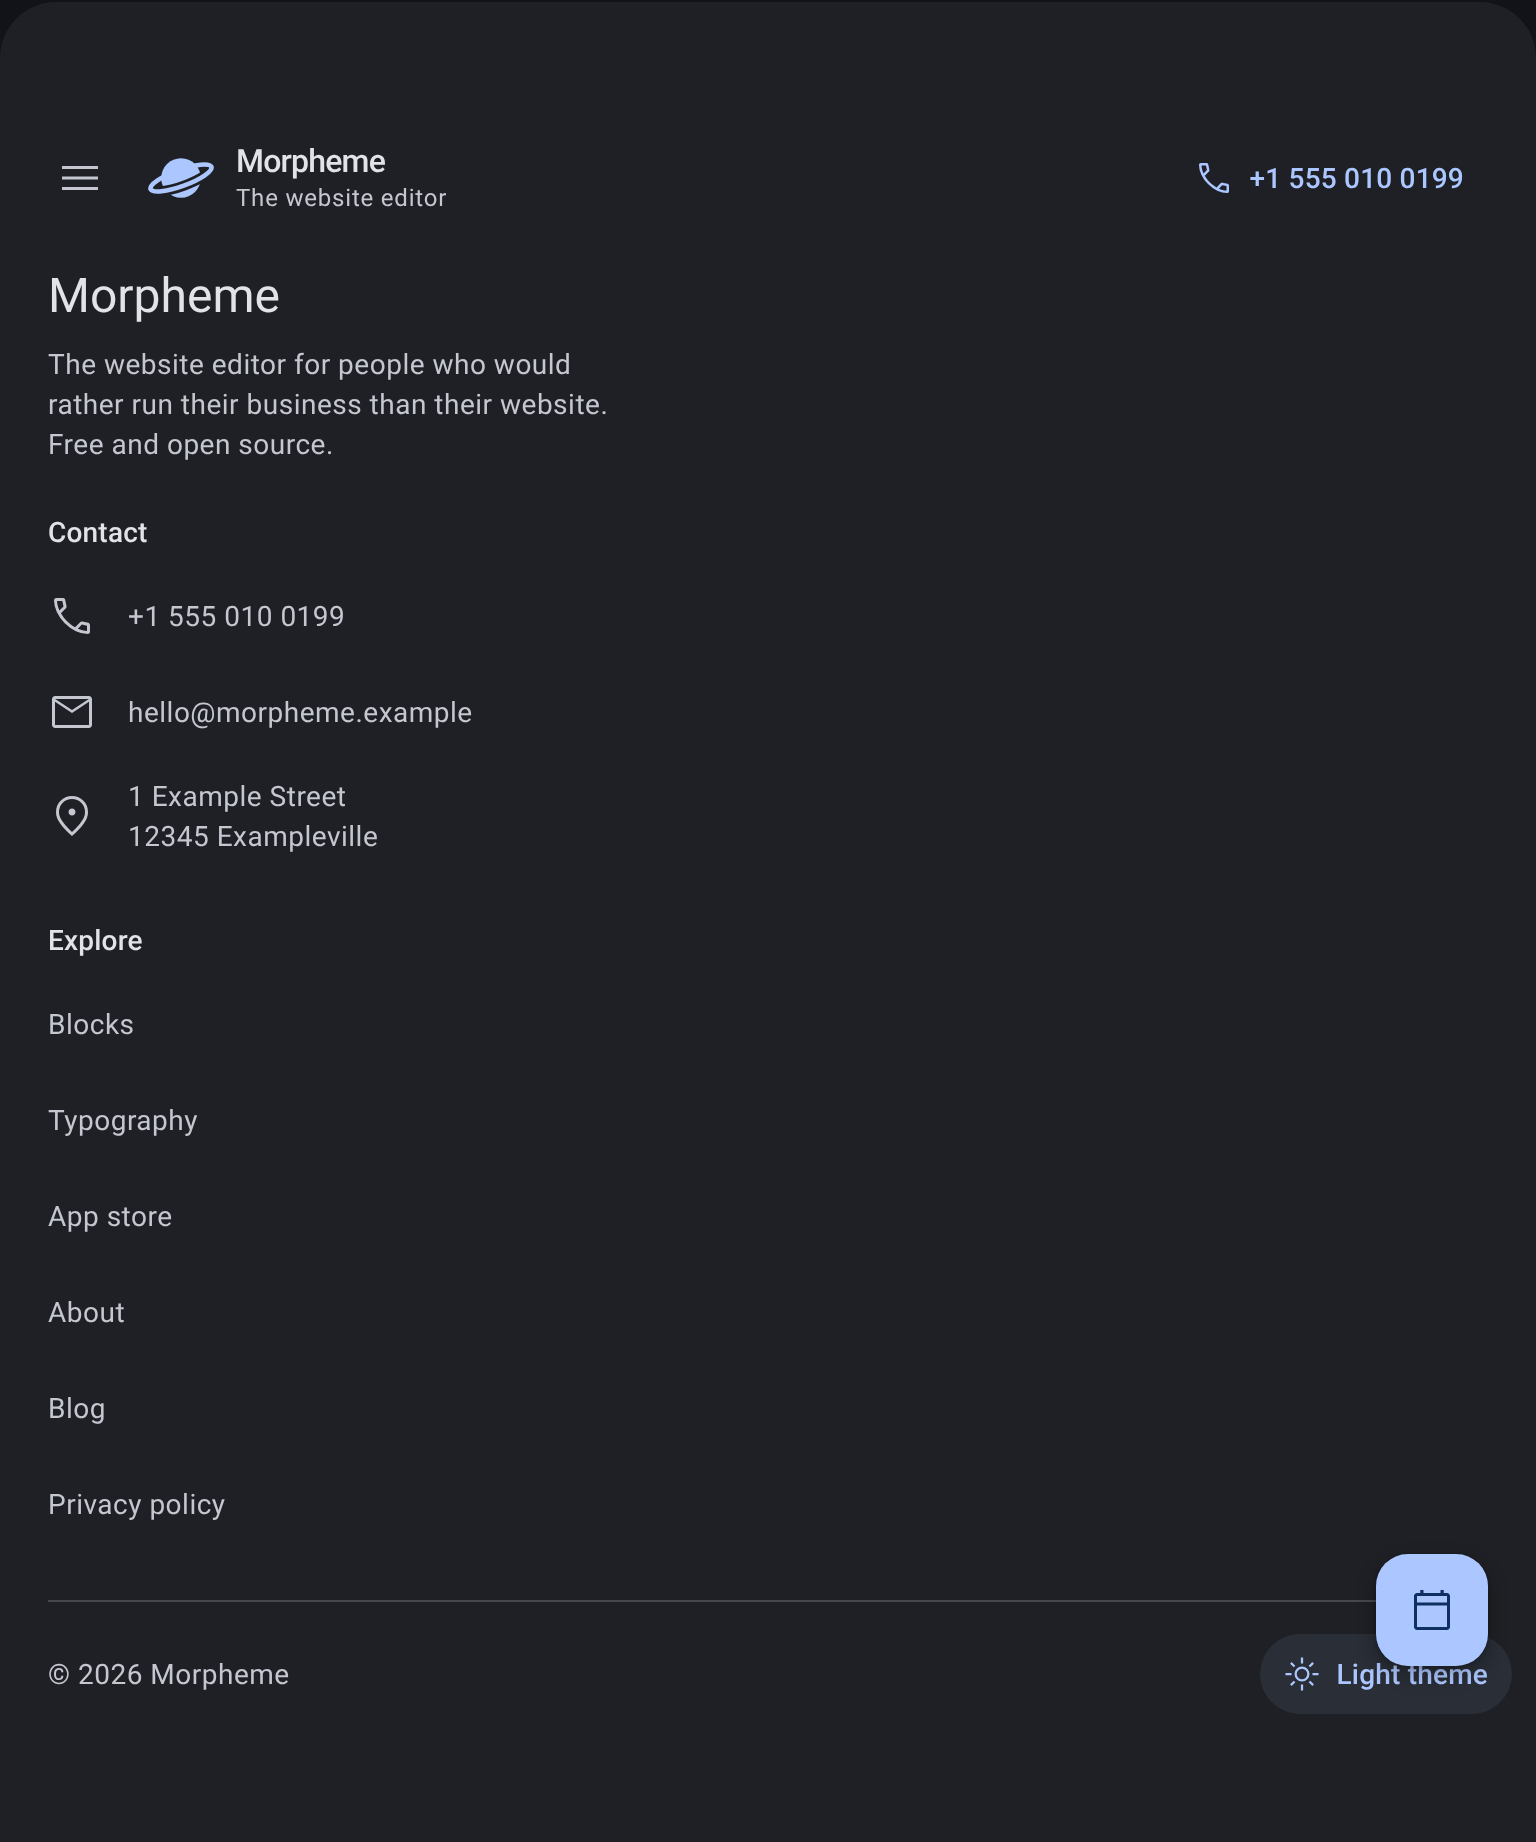 Morpheme
The website editor
+1 555 010 0199
Morpheme
The website editor for people who would
rather run their business than their website.
Free and open source.
Contact
+1 555 010 0199
hello@morpheme.example
1 Example Street
12345 Exampleville
Explore
Blocks
Typography
App store
About
Blog
Privacy policy
© 2026 Morpheme
Light theme